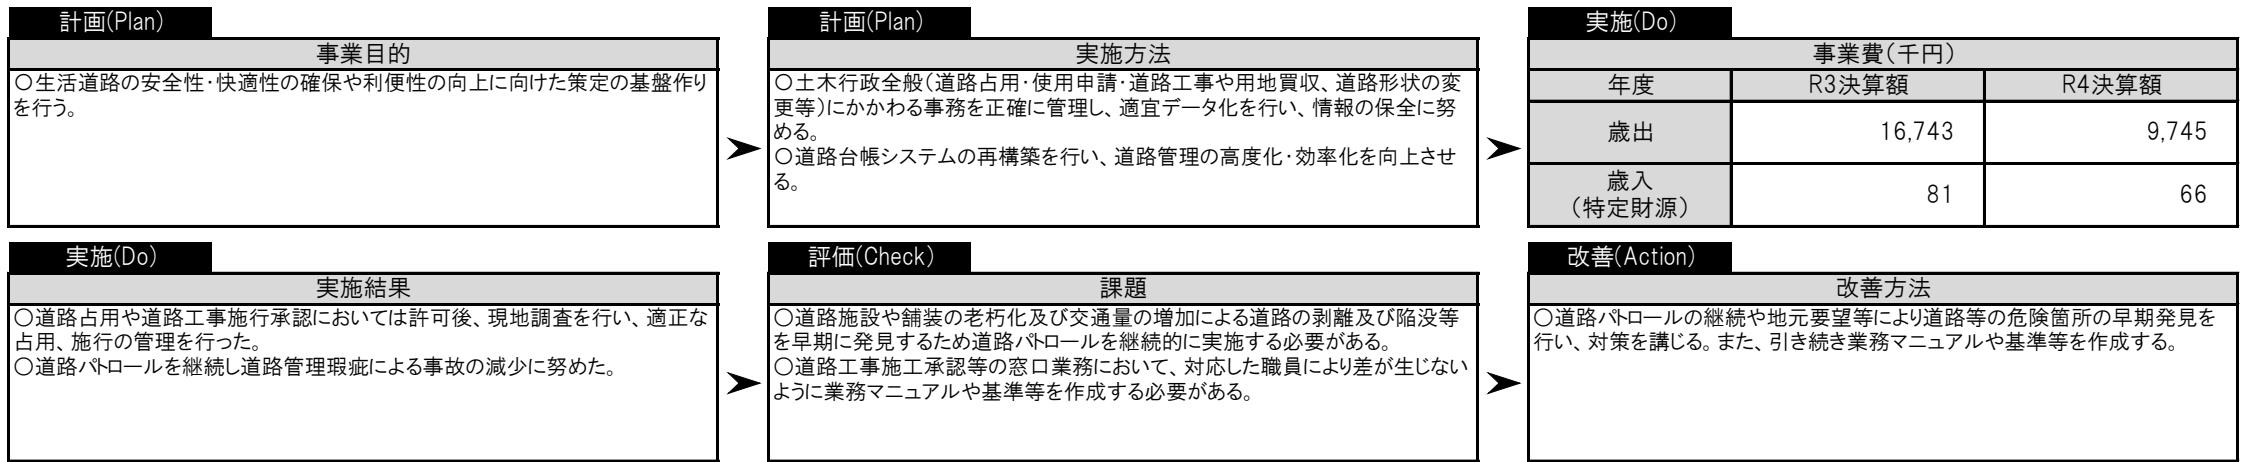 計画(Plan)
事業目的
〇生活道路の安全性・快適性の確保や利便性の向上に向けた策定の基盤作り
を行う。
計画(Plan)
実施方法
〇土木行政全般(道路占用・使用申請・道路工事や用地買収、道路形状の変
更等)にかかわる事務を正確に管理し、適宜データ化を行い、情報の保全に努
める。
〇道路台帳システムの再構築を行い、道路管理の高度化・効率化を向上させ
る。
実施(Do)
事業費(千円)
年度 R3決算額 R4決算額
歳出 16,743 9,745
歳入
(特定財源) 81 66
実施(Do)
実施結果
〇道路占用や道路工事施行承認においては許可後、現地調査を行い、適正な
占用、施行の管理を行った。
〇道路パトロールを継続し道路管理瑕疵による事故の減少に努めた。
評価(Check)
課題
〇道路施設や舗装の老朽化及び交通量の増加による道路の剥離及び陥没等
を早期に発見するため道路パトロールを継続的に実施する必要がある。
〇道路工事施工承認等の窓口業務において、対応した職員により差が生じない
ように業務マニュアルや基準等を作成する必要がある。
改善(Action)
改善方法
〇道路パトロールの継続や地元要望等により道路等の危険箇所の早期発見を
行い、対策を講じる。また、引き続き業務マニュアルや基準等を作成する。